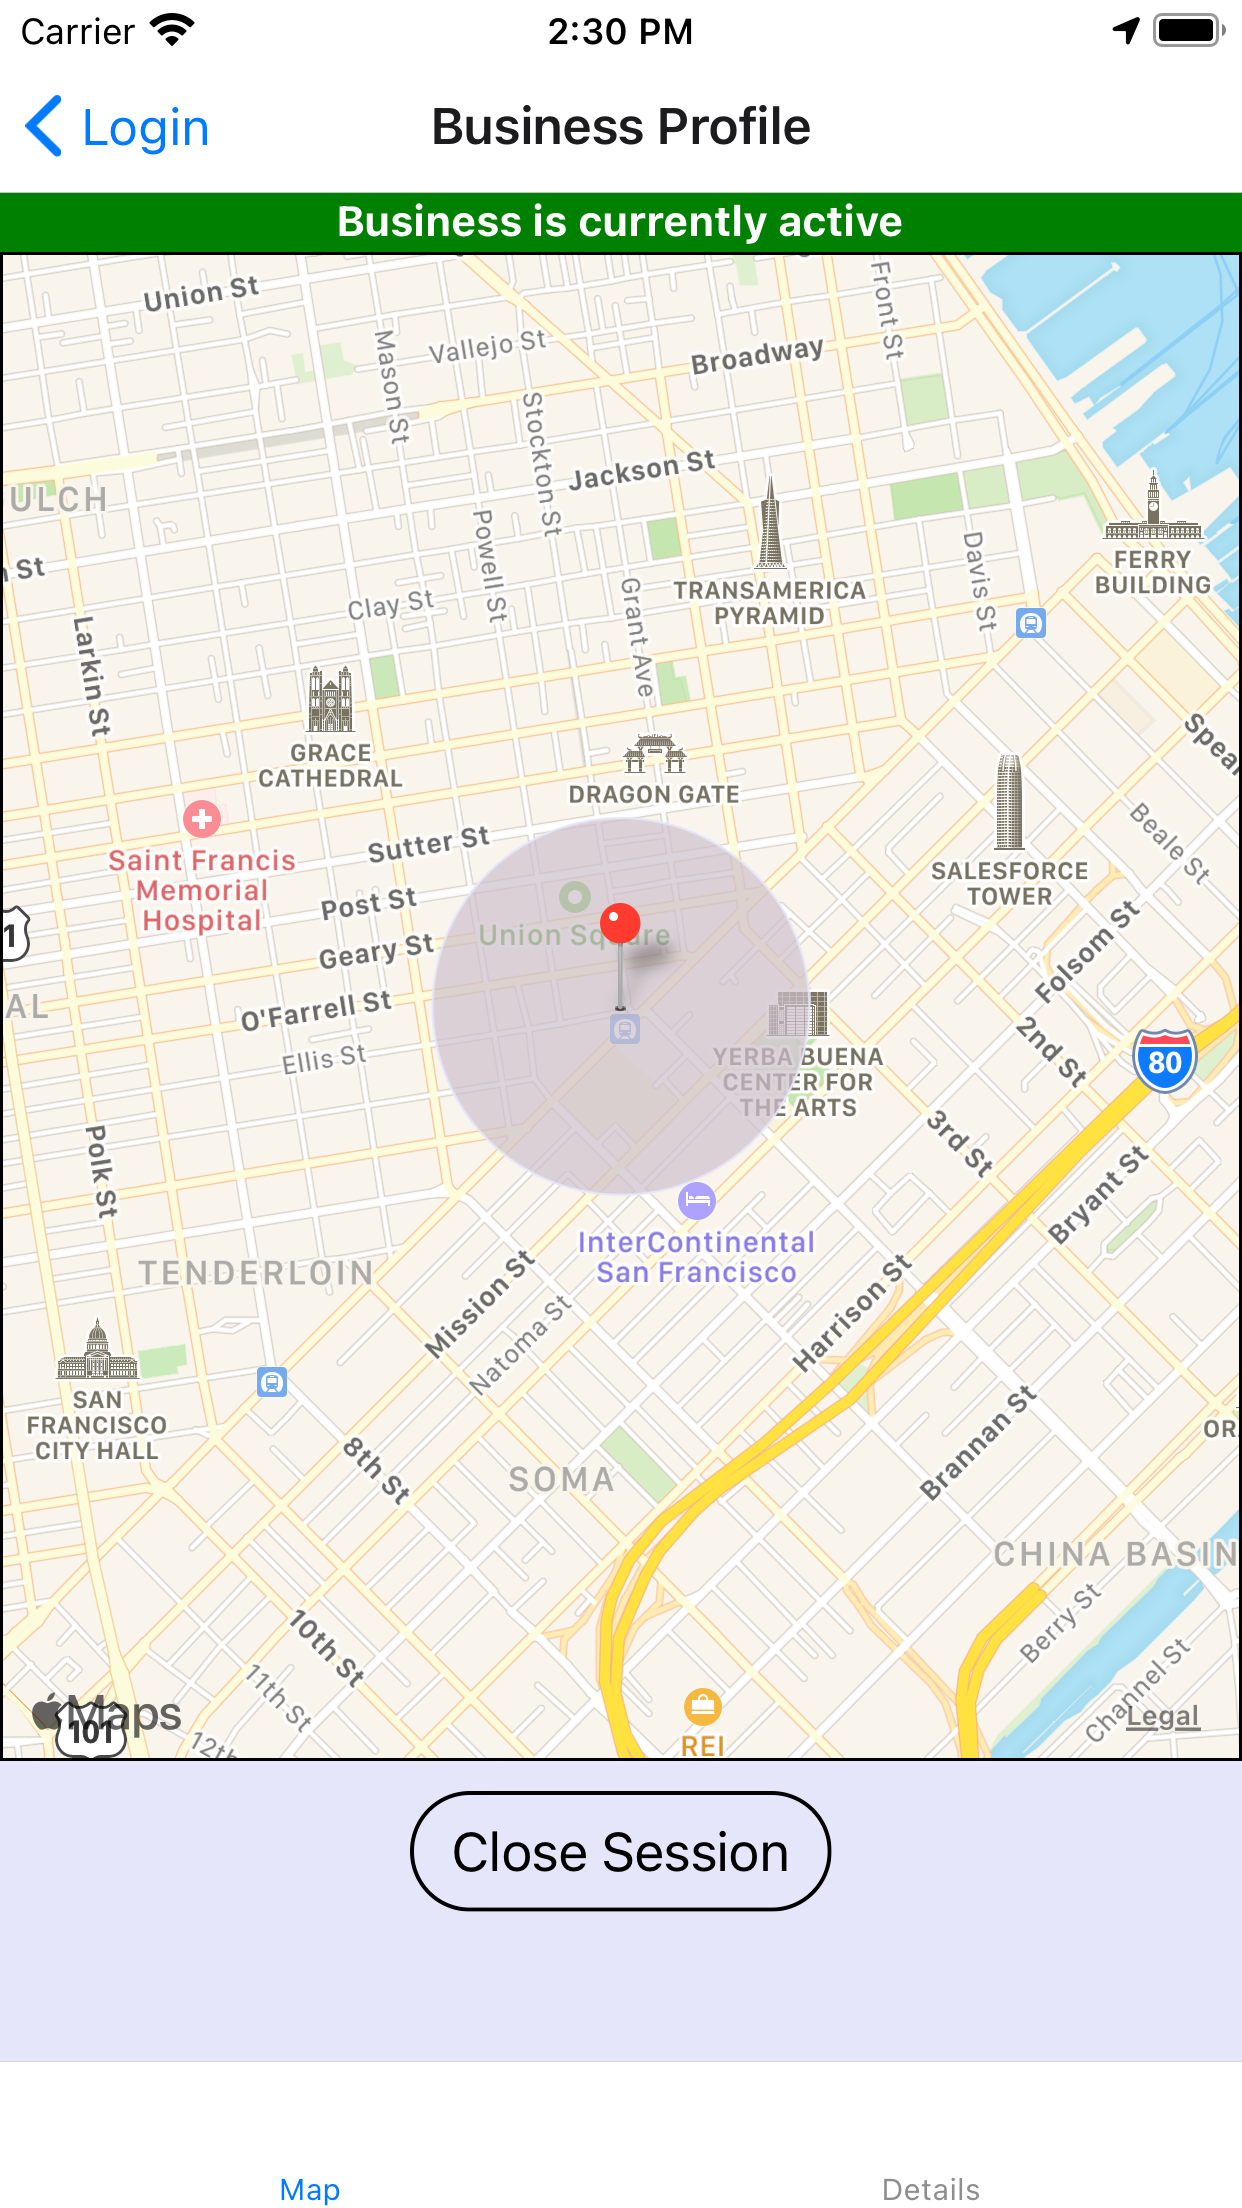 Carrier 2:30 PM
Login Business Profile
Business is currently active
Union St
Mason St
Vallejo St
Broadway
Front St
Stockton St
Jackson St
ULCH
Powell St
St
Clay St
Grant Ave
TRANSAMERICA
PYRAMID
Davis St
FERRY
BUILDING
Larkin St
GRACE
CATHEDRAL
DRAGON GATE
Spear
Beale St
Sutter St
Saint Francis
Memorial
Hospital
SALESFORCE
TOWER
Post St
Union Square
Geary St
1
Folsom St
AL
O'Farrell St
Ellis St
2nd St
80
YERBA BUENA
CENTER FOR
THE ARTS
Polk St
3rd St
Bryant St
InterContinental
San Francisco
TENDERLOIN
Mission St
Natoma St
Harrison St
SAN
FRANCISCO
CITY HALL
8th St
SOMA
Brannan St
OR
CHINA BASIN
Berry St
10th St
11th St
Channel St
Maps
101
12th
REI
Legal
Close Session
Map Details